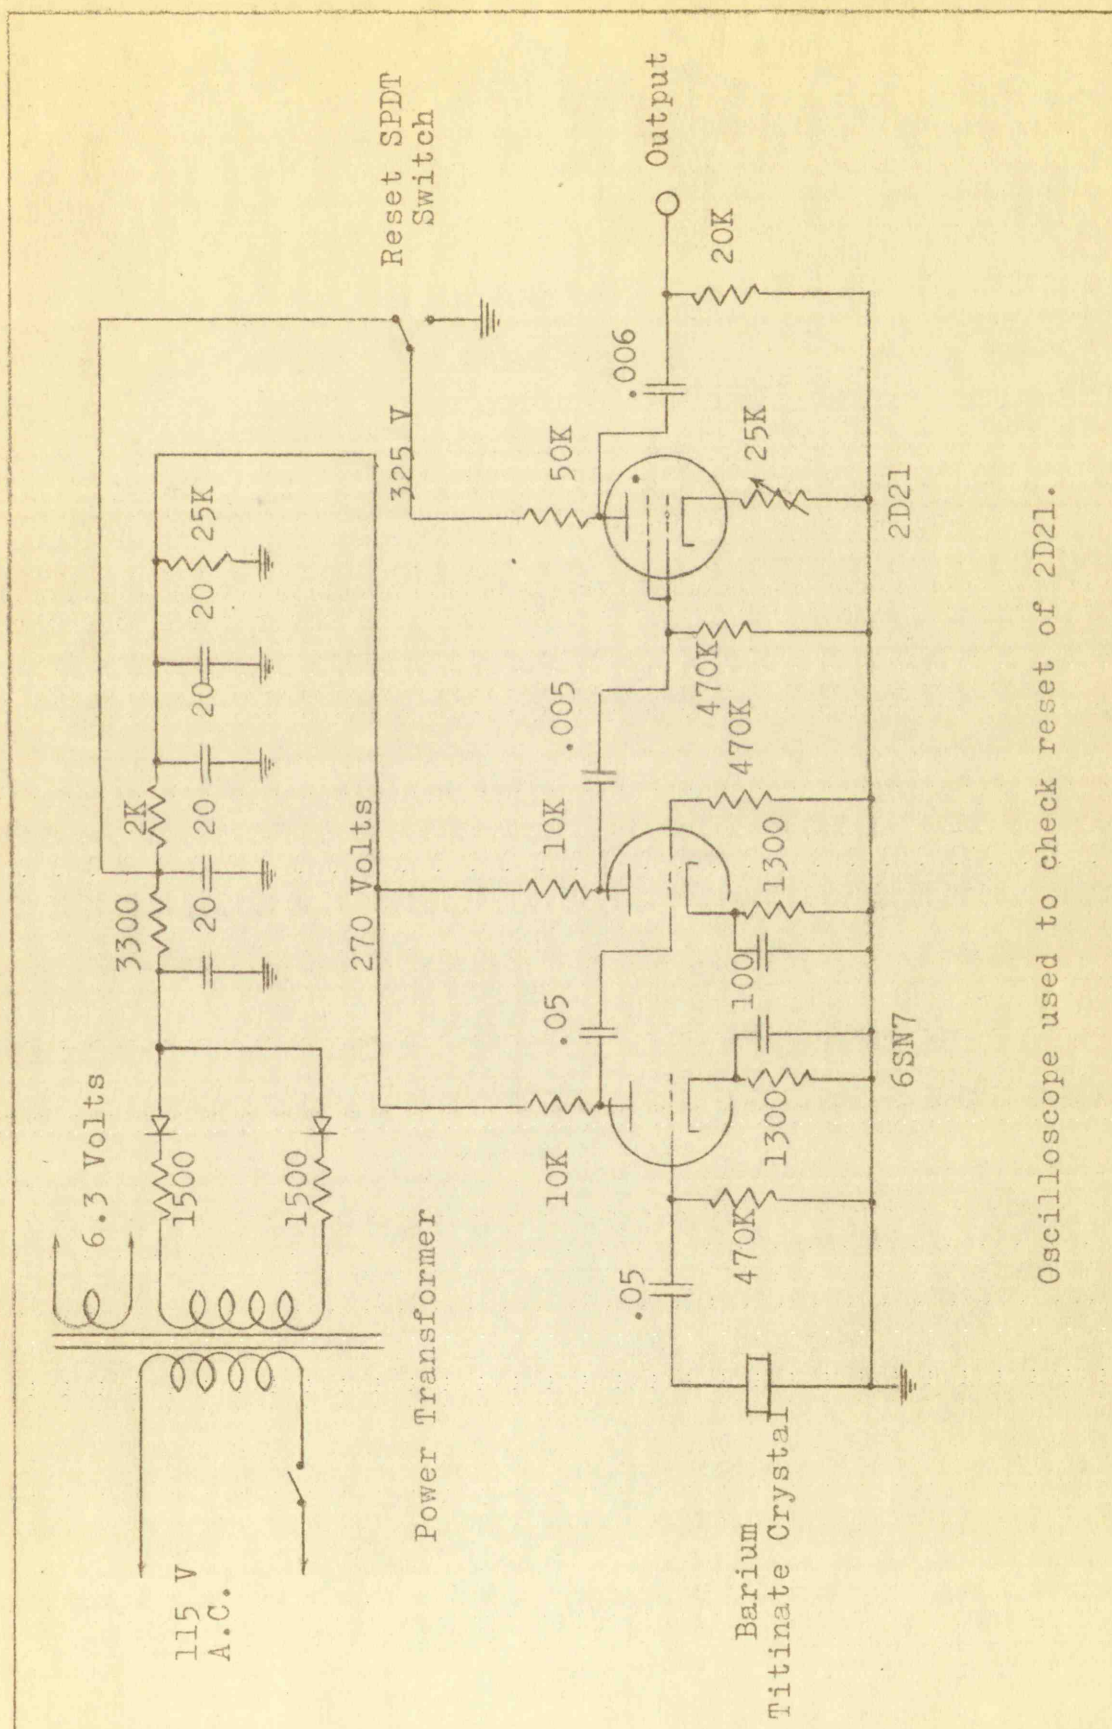 115 V
A.C.
6.3 Volts
1500
1500
Power Transformer
3300
2K
20
20
20
20
25K
270 Volts
325 V
Reset SPDT
Switch
10K
.05
10K
.005
50K
.006
Output
.05
470K
1300
100
1300
470K
470K
25K
20K
Barium
Titinate Crystal
6SN7
2D21
Oscilloscope used to check reset of 2D21.